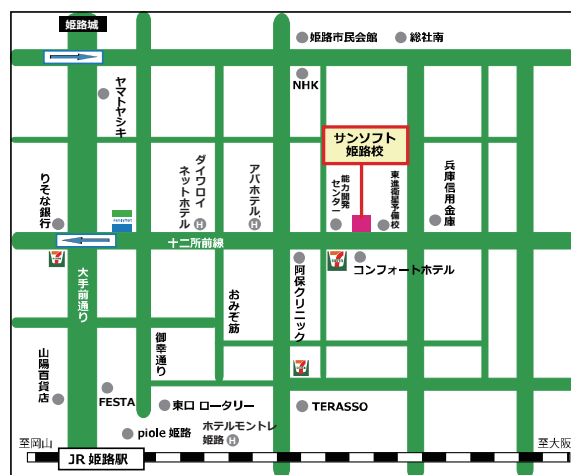 姫路城
姫路市民会館
総社南
NHK
ヤマトヤシキ
サンソフト
姫路校
りそな銀行
FamilyMart
ダイワロイ
ネットホテル
H
アパホテル
H
能力開発
センター
東進衛星予備校
兵庫信用金庫
十二所前線
7
7
コンフォートホテル
大手前通り
おみぞ筋
阿保クリニック
御幸通り
7
山陽百貨店
FESTA
東口 ロータリー
TERASSO
piole 姫路
ホテルモントレ
姫路
H
至岡山
JR 姫路駅
至大阪